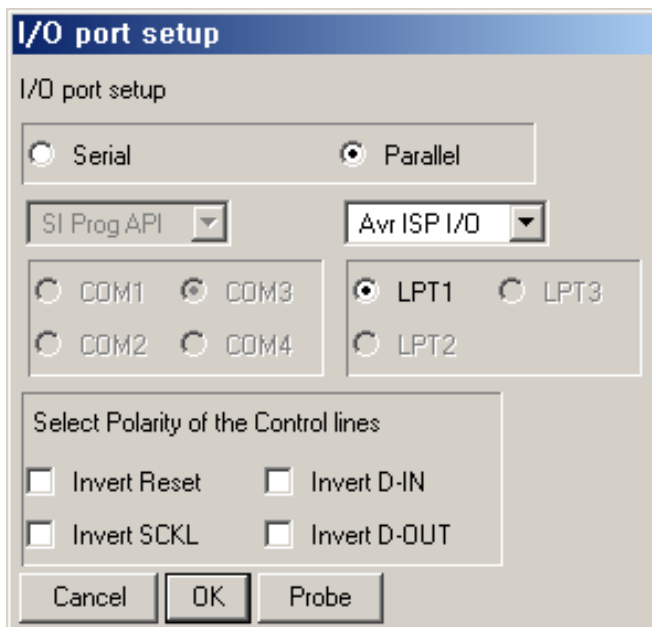 I/O port setup
I/O port setup
Serial Parallel
SI Prog API Avr ISP I/O
COM1 COM3 LPT1 LPT3
COM2 COM4 LPT2
Select Polarity of the Control lines
Invert Reset Invert D-IN
Invert SCKL Invert D-OUT
Cancel OK Probe